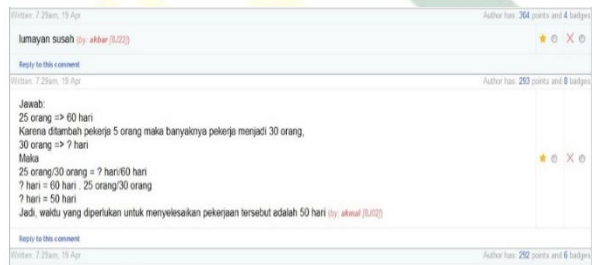 Written: 7:29am, 19 Apr Author has: 304 points and 4 badges
lumayan susah (by: akbar [8J22])
Reply to this comment
Written: 7:25am, 19 Apr Author has: 293 points and 8 badges
Jawab:
25 orang => 60 hari
Karena ditambah pekerja 5 orang maka banyaknya pekerja menjadi 30 orang,
30 orang => ? hari
Maka
25 orang/30 orang = ? hari/60 hari
? hari = 60 hari . 25 orang/30 orang
? hari = 50 hari
Jadi, waktu yang diperlukan untuk menyelesaikan pekerjaan tersebut adalah 50 hari (by: akmal [8J02])
Reply to this comment
Written: 7:25am, 19 Apr Author has: 292 points and 6 badges